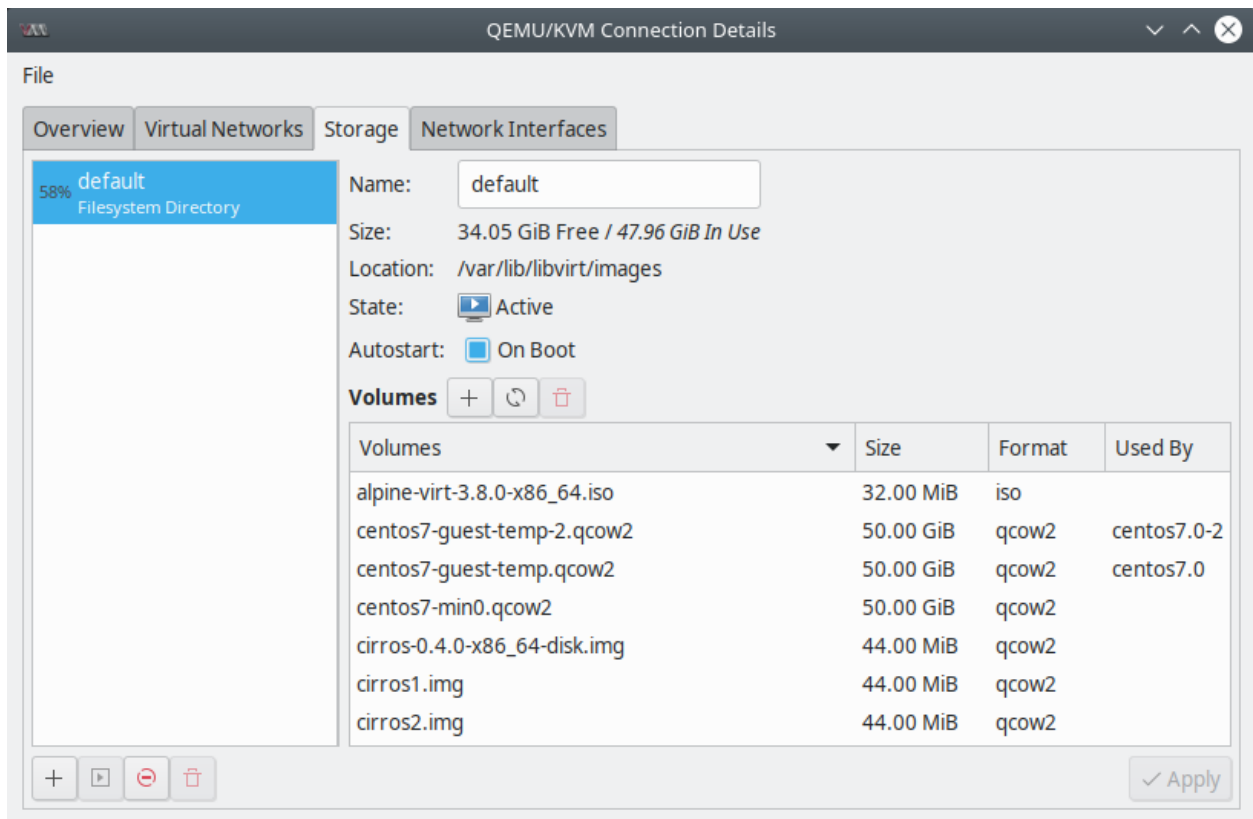 QEMU/KVM Connection Details
File
Overview Virtual Networks Storage Network Interfaces
58% default
Filesystem Directory
Name: default
Size: 34.05 GiB Free / 47.96 GiB In Use
Location: /var/lib/libvirt/images
State: Active
Autostart: On Boot
Volumes
Volumes Size Format Used By
alpine-virt-3.8.0-x86_64.iso 32.00 MiB iso
centos7-guest-temp-2.qcow2 50.00 GiB qcow2 centos7.0-2
centos7-guest-temp.qcow2 50.00 GiB qcow2 centos7.0
centos7-min0.qcow2 50.00 GiB qcow2
cirros-0.4.0-x86_64-disk.img 44.00 MiB qcow2
cirros1.img 44.00 MiB qcow2
cirros2.img 44.00 MiB qcow2
Apply